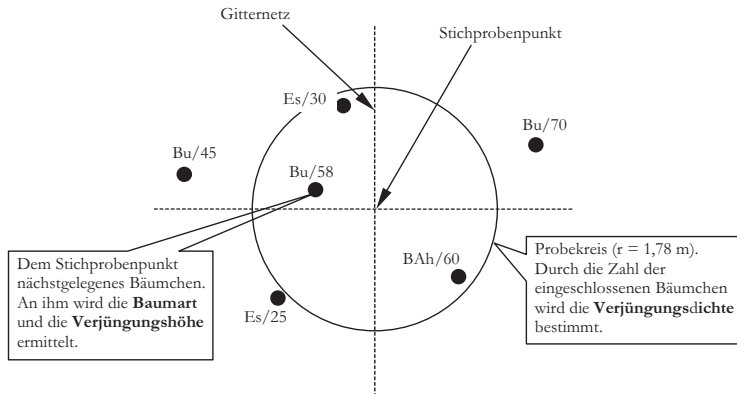 Gitternetz
Stichprobenpunkt
Es/30
Bu/70
Bu/45
Bu/58
BAh/60
Es/25
Dem Stichprobenpunkt
nächstgelegenes Bäumchen.
An ihm wird die Baumart
und die Verjüngungshöhe
ermittelt.
Probekreis (r = 1,78 m).
Durch die Zahl der
eingeschlossenen Bäumchen
wird die Verjüngungsdichte
bestimmt.